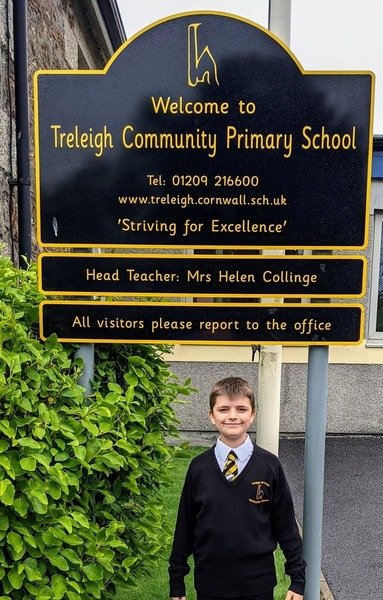 Welcome to
Treleigh Community Primary School
Tel: 01209 216600
www.treleigh.cornwall.sch.uk
'Striving for Excellence'
Head Teacher: Mrs Helen Collinge
All visitors please report to the office